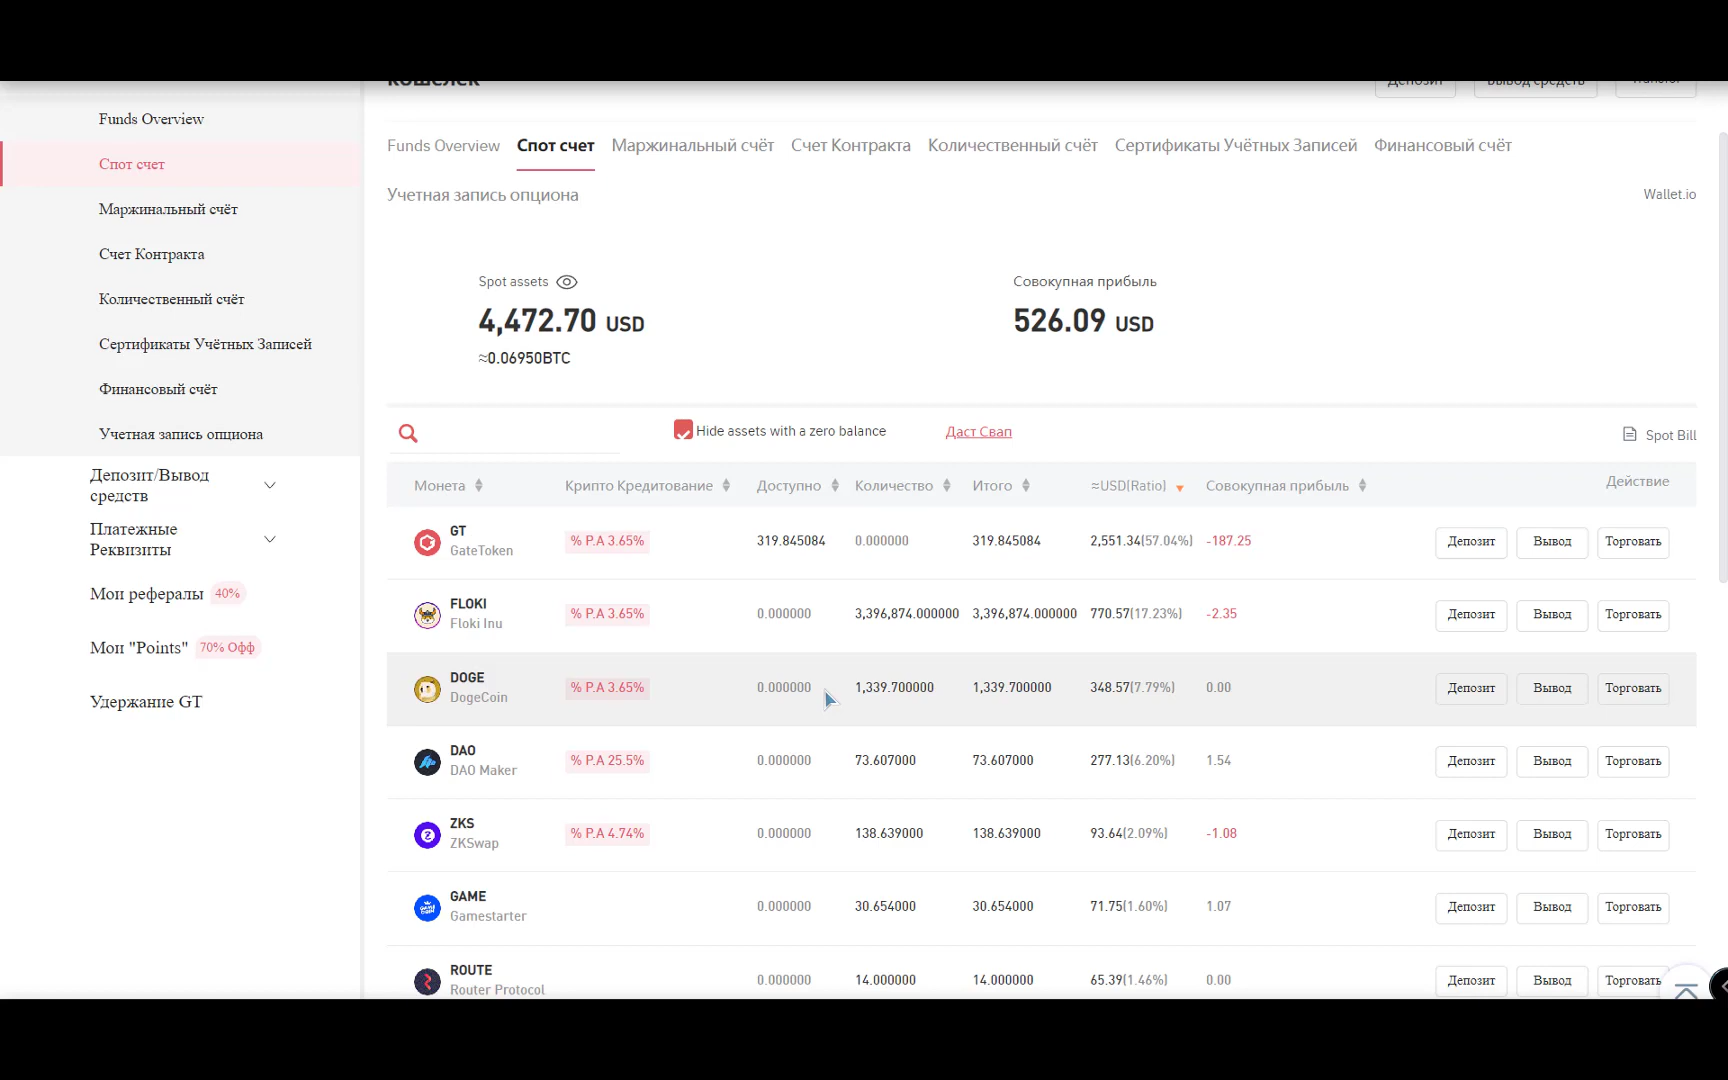 кошелек
Депозит
Вывод средств
Transfer
Funds Overview
Спот счет
Маржинальный счёт
Счет Контракта
Количественный счёт
Сертификаты Учётных Записей
Финансовый счёт
Учетная запись опциона
Депозит/Вывод
средств
Платежные
Реквизиты
Мои рефералы 40%
Мои "Points" 70% Офф
Удержание GT
Funds Overview Спот счет Маржинальный счёт Счет Контракта Количественный счёт Сертификаты Учётных Записей Финансовый счёт
Учетная запись опциона
Wallet.io
Spot assets
4,472.70 USD
≈0.06950BTC
Совокупная прибыль
526.09 USD
Hide assets with a zero balance
Даст Свап
Spot Bill
Монета Крипто Кредитование Доступно Количество Итого ≈USD(Ratio) Совокупная прибыль Действие
GT
GateToken
% P.A 3.65% 319.845084 0.000000 319.845084 2,551.34(57.04%) -187.25 Депозит Вывод Торговать
FLOKI
Floki Inu
% P.A 3.65% 0.000000 3,396,874.000000 3,396,874.000000 770.57(17.23%) -2.35 Депозит Вывод Торговать
DOGE
DogeCoin
% P.A 3.65% 0.000000 1,339.700000 1,339.700000 348.57(7.79%) 0.00 Депозит Вывод Торговать
DAO
DAO Maker
% P.A 25.5% 0.000000 73.607000 73.607000 277.13(6.20%) 1.54 Депозит Вывод Торговать
ZKS
ZKSwap
% P.A 4.74% 0.000000 138.639000 138.639000 93.64(2.09%) -1.08 Депозит Вывод Торговать
GAME
Gamestarter
0.000000 30.654000 30.654000 71.75(1.60%) 1.07 Депозит Вывод Торговать
ROUTE
Router Protocol
0.000000 14.000000 14.000000 65.39(1.46%) 0.00 Депозит Вывод Торговать